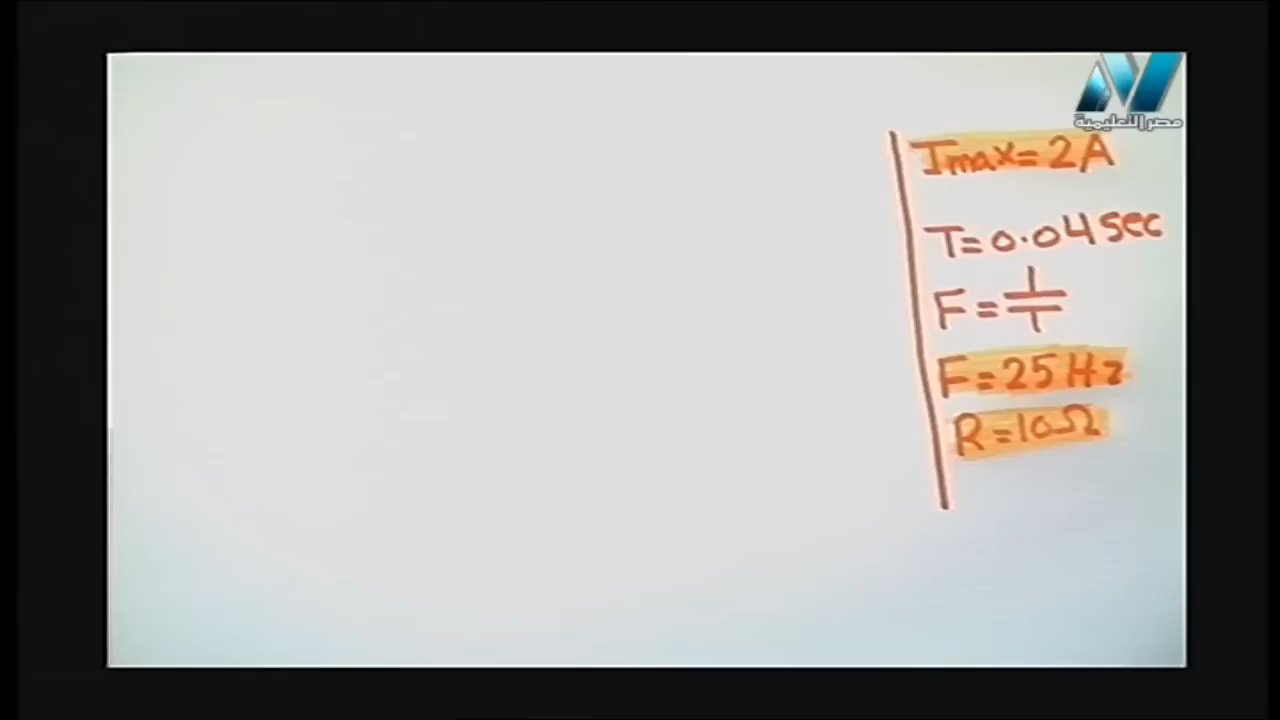 مصر التعليمية
Imax = 2A
T = 0.04 sec
F = 1/T
F = 25 Hz
R = 10Ω